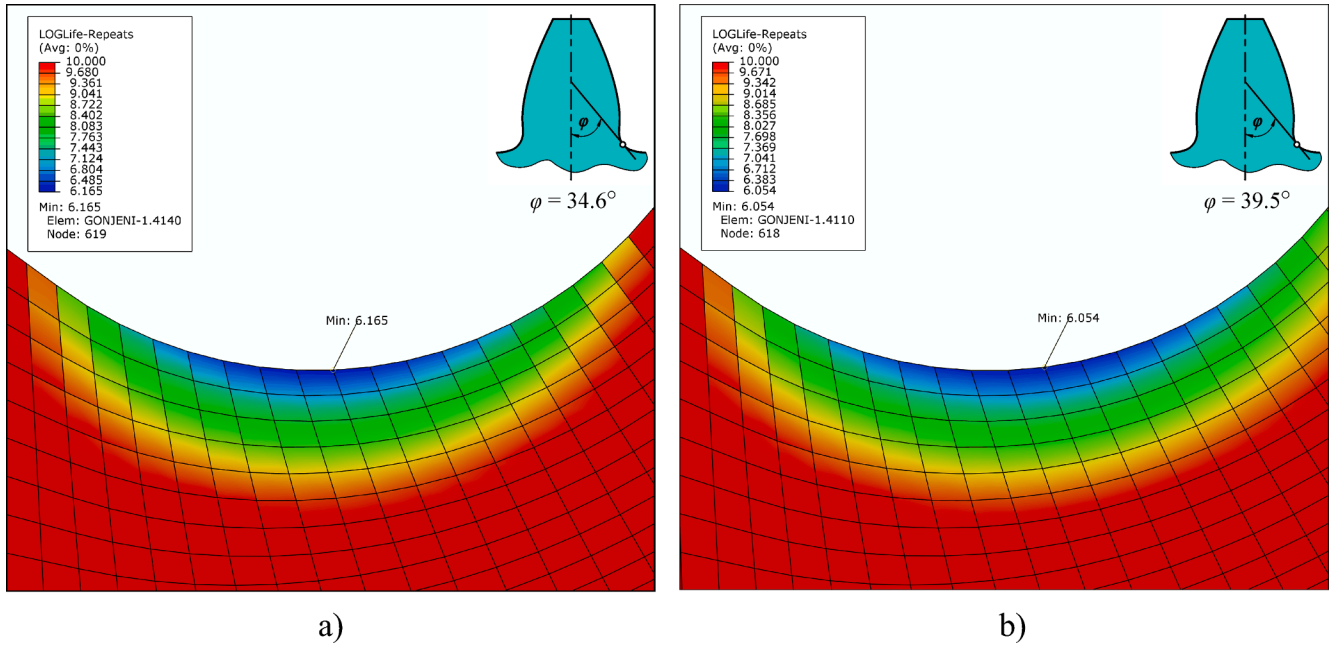 LOGLife-Repeats
(Avg: 0%)
10.000
9.680
9.361
9.041
8.722
8.402
8.083
7.763
7.443
7.124
6.804
6.485
6.165
Min: 6.165
Elem: GONJENI-1.4140
Node: 619
φ
φ = 34.6°
Min: 6.165
a)
LOGLife-Repeats
(Avg: 0%)
10.000
9.671
9.342
9.014
8.685
8.356
8.027
7.698
7.369
7.041
6.712
6.383
6.054
Min: 6.054
Elem: GONJENI-1.4110
Node: 618
φ
φ = 39.5°
Min: 6.054
b)